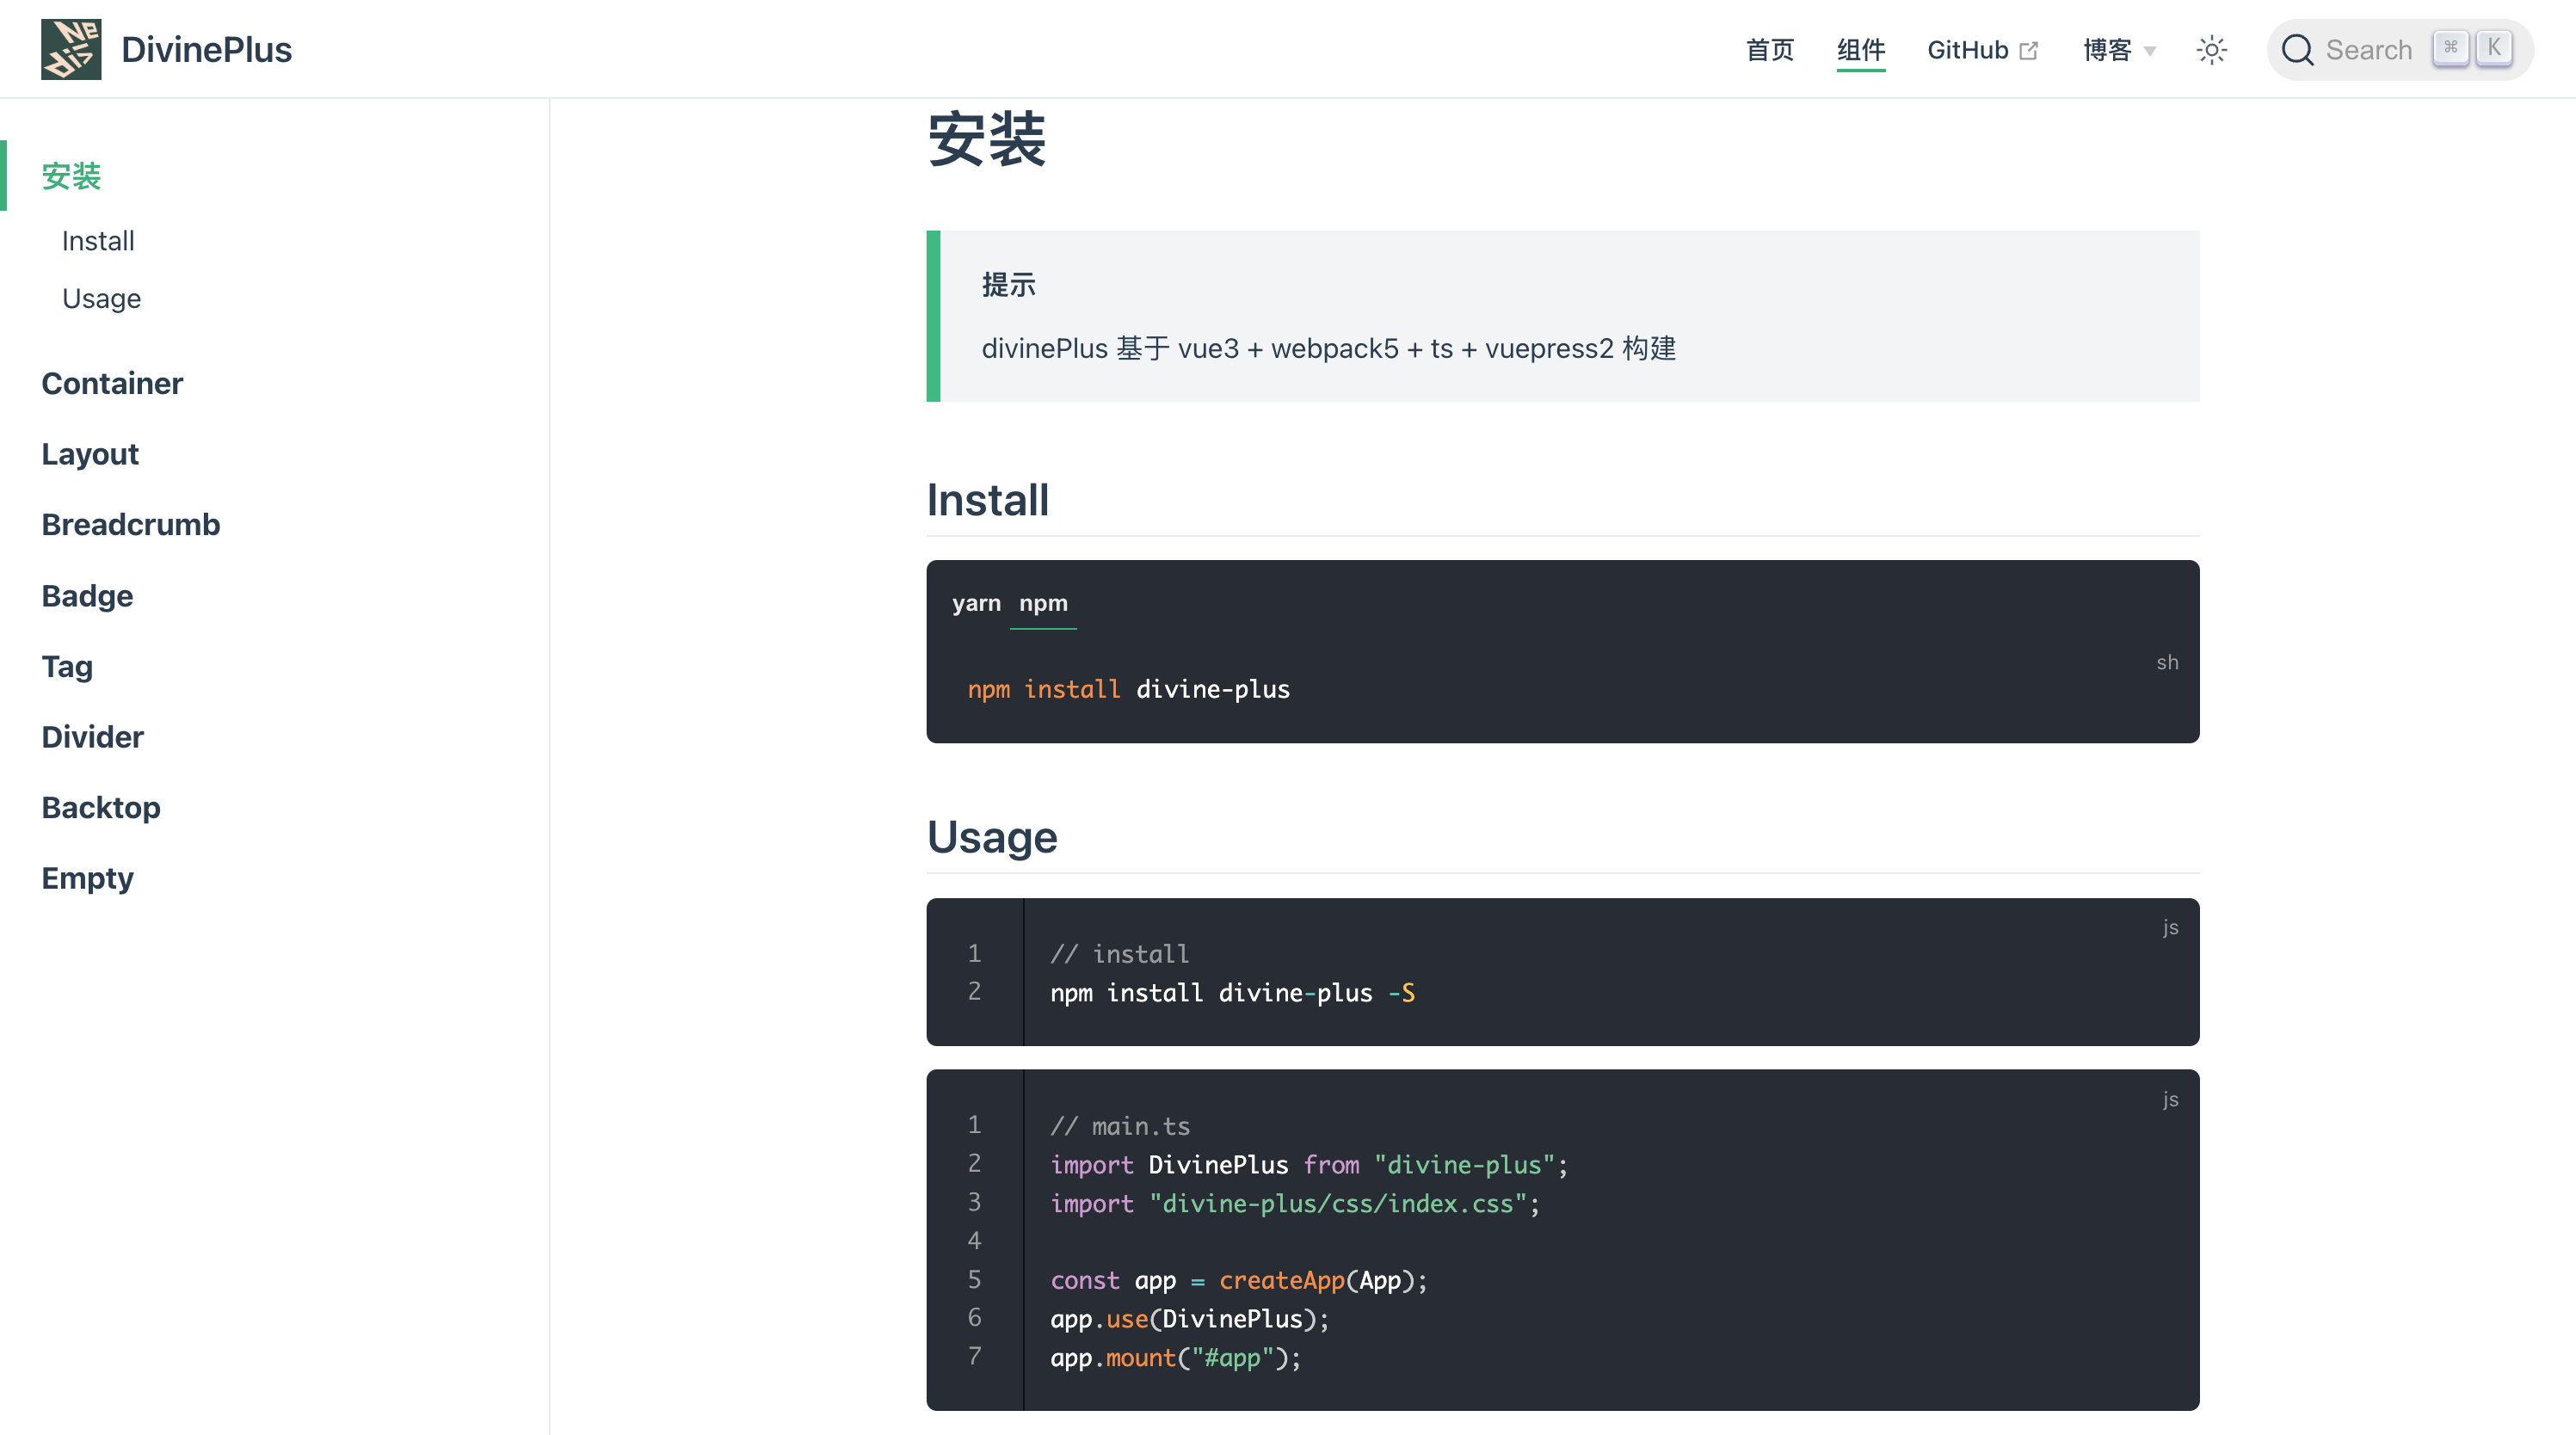 DivinePlus
首页 组件 GitHub 博客 Search ⌘ K
安装
Install
Usage
Container
Layout
Breadcrumb
Badge
Tag
Divider
Backtop
Empty
安装
提示
divinePlus 基于 vue3 + webpack5 + ts + vuepress2 构建
Install
yarn npm
sh
npm install divine-plus
Usage
js
1 // install
2 npm install divine-plus -S
js
1 // main.ts
2 import DivinePlus from "divine-plus";
3 import "divine-plus/css/index.css";
4
5 const app = createApp(App);
6 app.use(DivinePlus);
7 app.mount("#app");